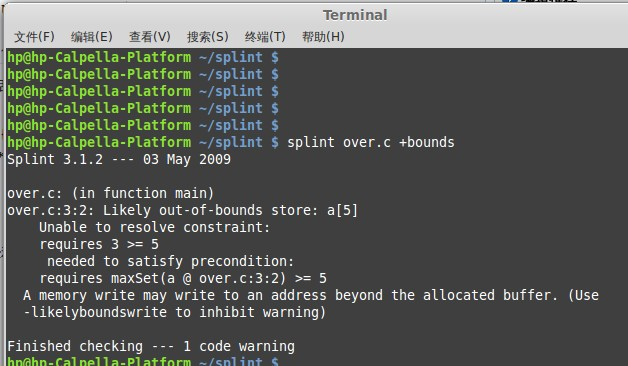 Terminal
文件(F) 编辑(E) 查看(V) 搜索(S) 终端(T) 帮助(H)
hp@hp-Calpella-Platform ~/splint $
hp@hp-Calpella-Platform ~/splint $
hp@hp-Calpella-Platform ~/splint $
hp@hp-Calpella-Platform ~/splint $
hp@hp-Calpella-Platform ~/splint $
hp@hp-Calpella-Platform ~/splint $ splint over.c +bounds
Splint 3.1.2 --- 03 May 2009

over.c: (in function main)
over.c:3:2: Likely out-of-bounds store: a[5]
    Unable to resolve constraint:
    requires 3 >= 5
     needed to satisfy precondition:
    requires maxSet(a @ over.c:3:2) >= 5
  A memory write may write to an address beyond the allocated buffer. (Use
  -likelyboundswrite to inhibit warning)

Finished checking --- 1 code warning
hp@hp-Calpella-Platform ~/splint $